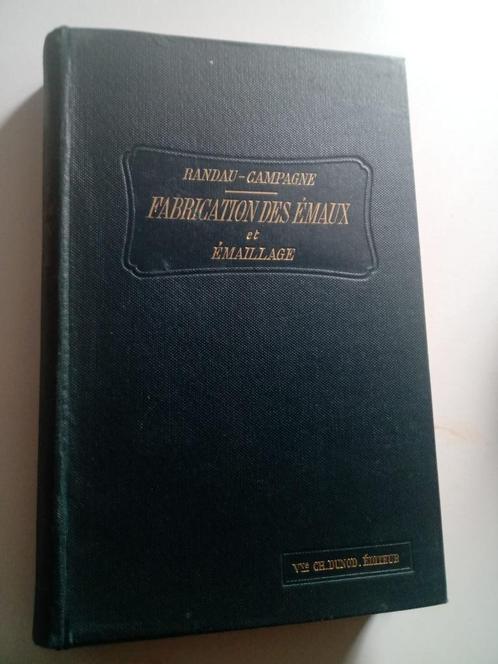 RANDAU-CAMPAGNE
FABRICATION DES ÉMAUX
et
ÉMAILLAGE
Vve CH. DUNOD. ÉDITEUR